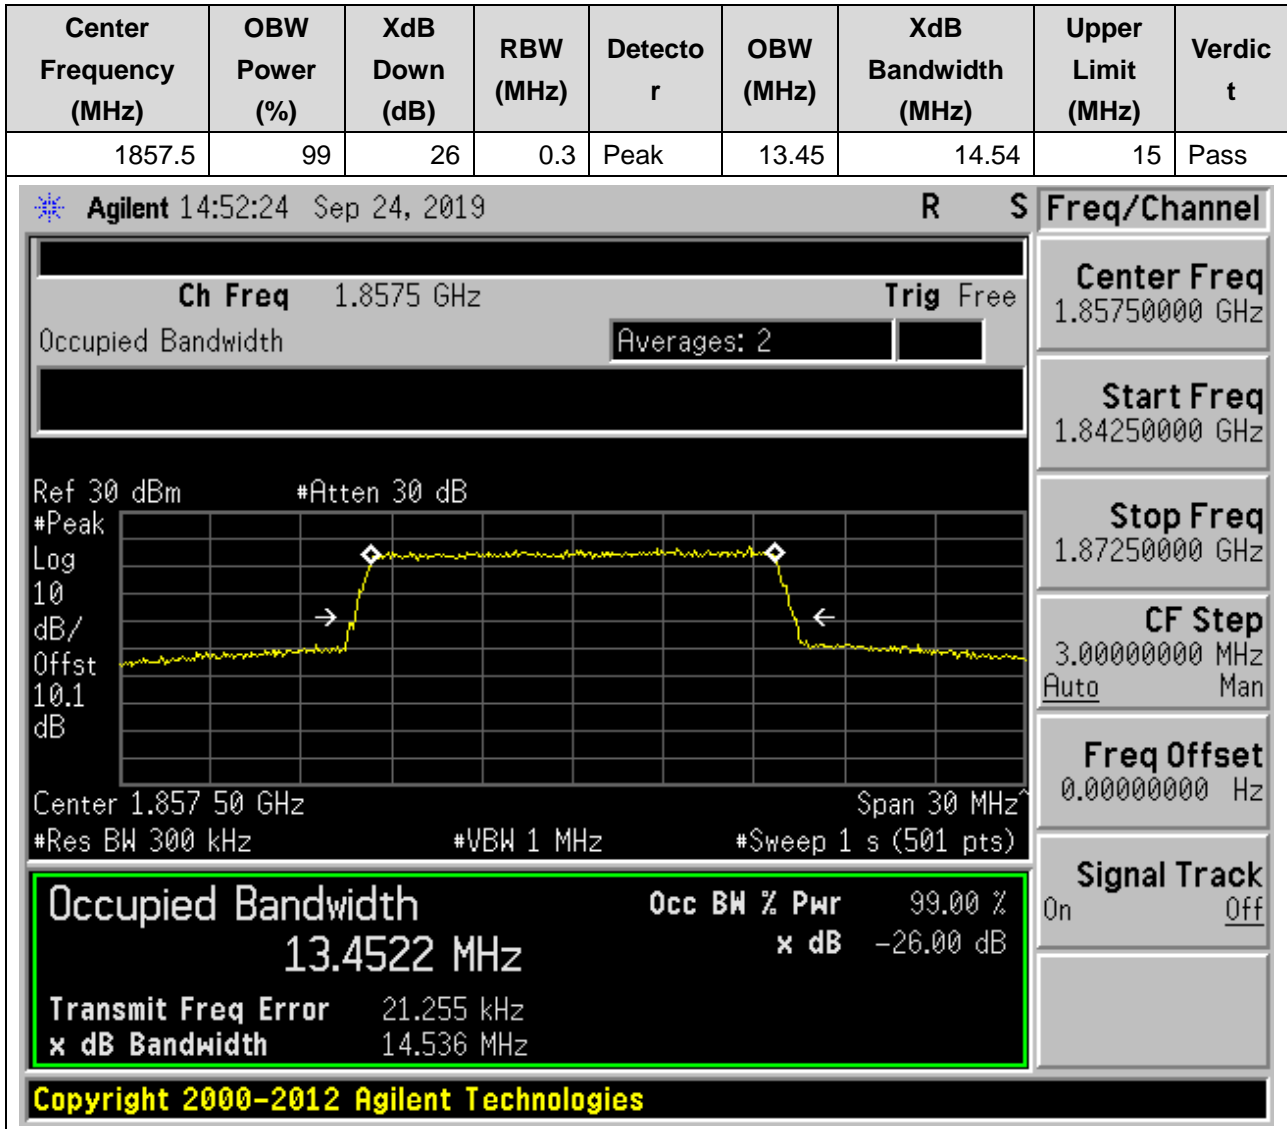 Center Frequency (MHz) OBW Power (%) XdB Down (dB) RBW (MHz) Detecto r OBW (MHz) XdB Bandwidth (MHz) Upper Limit (MHz) Verdic t
1857.5 99 26 0.3 Peak 13.45 14.54 15 Pass
Agilent 14:52:24 Sep 24, 2019 R S
Ch Freq 1.8575 GHz Trig Free
Occupied Bandwidth Averages: 2
Ref 30 dBm #Atten 30 dB
#Peak
Log
10
dB/
Offst
10.1
dB
Center 1.857 50 GHz Span 30 MHz^
#Res BW 300 kHz #VBW 1 MHz #Sweep 1 s (501 pts)
Occupied Bandwidth Occ BW % Pwr 99.00 %
13.4522 MHz x dB -26.00 dB
Transmit Freq Error 21.255 kHz
x dB Bandwidth 14.536 MHz
Copyright 2000-2012 Agilent Technologies
Freq/Channel
Center Freq
1.85750000 GHz
Start Freq
1.84250000 GHz
Stop Freq
1.87250000 GHz
CF Step
3.00000000 MHz
Auto Man
Freq Offset
0.00000000 Hz
Signal Track
On Off